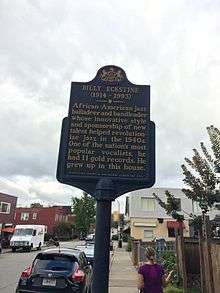 BILLY ECKSTINE
(1914 - 1993)
African American jazz
balladeer and bandleader
whose innovative style
and sponsorship of new
talent helped revolution-
ize jazz in the 1940s.
One of the nation's most
popular vocalists, he
had 11 gold records. He
grew up in this house.